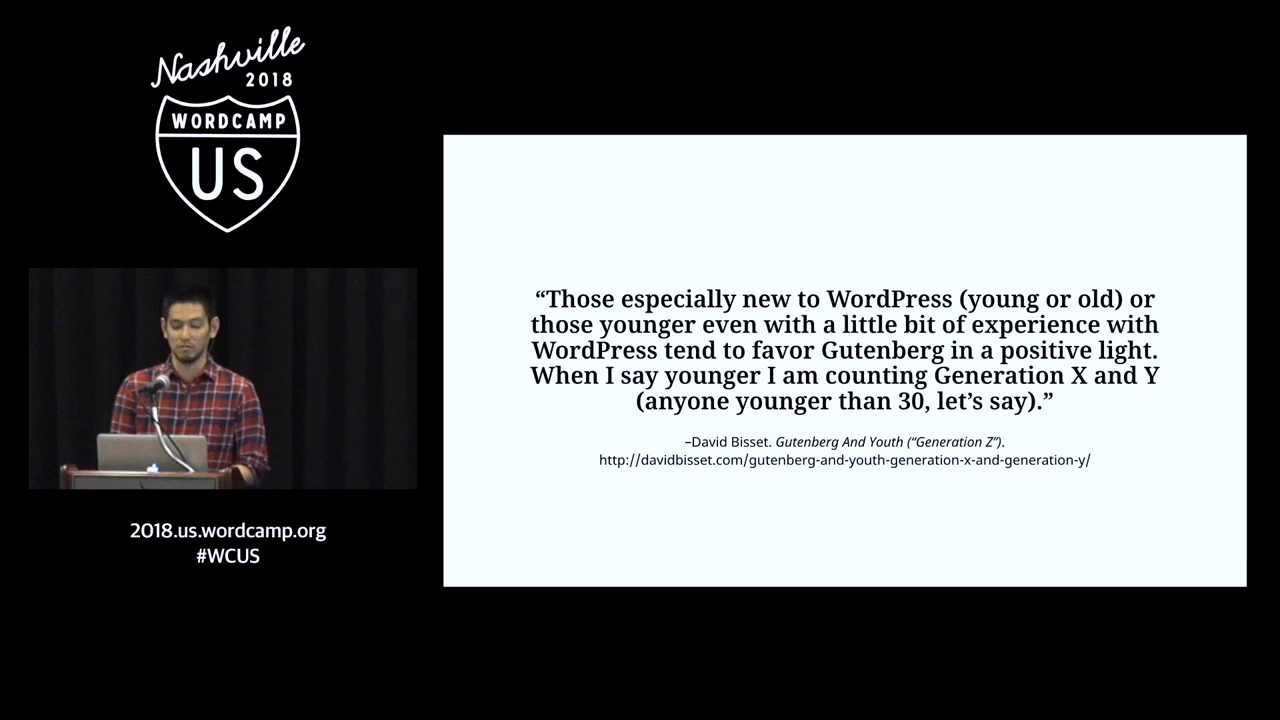 Nashville
2018
WORDCAMP
US
2018.us.wordcamp.org
#WCUS
“Those especially new to WordPress (young or old) or
those younger even with a little bit of experience with
WordPress tend to favor Gutenberg in a positive light.
When I say younger I am counting Generation X and Y
(anyone younger than 30, let’s say).”
–David Bisset. Gutenberg And Youth (“Generation Z”).
http://davidbisset.com/gutenberg-and-youth-generation-x-and-generation-y/